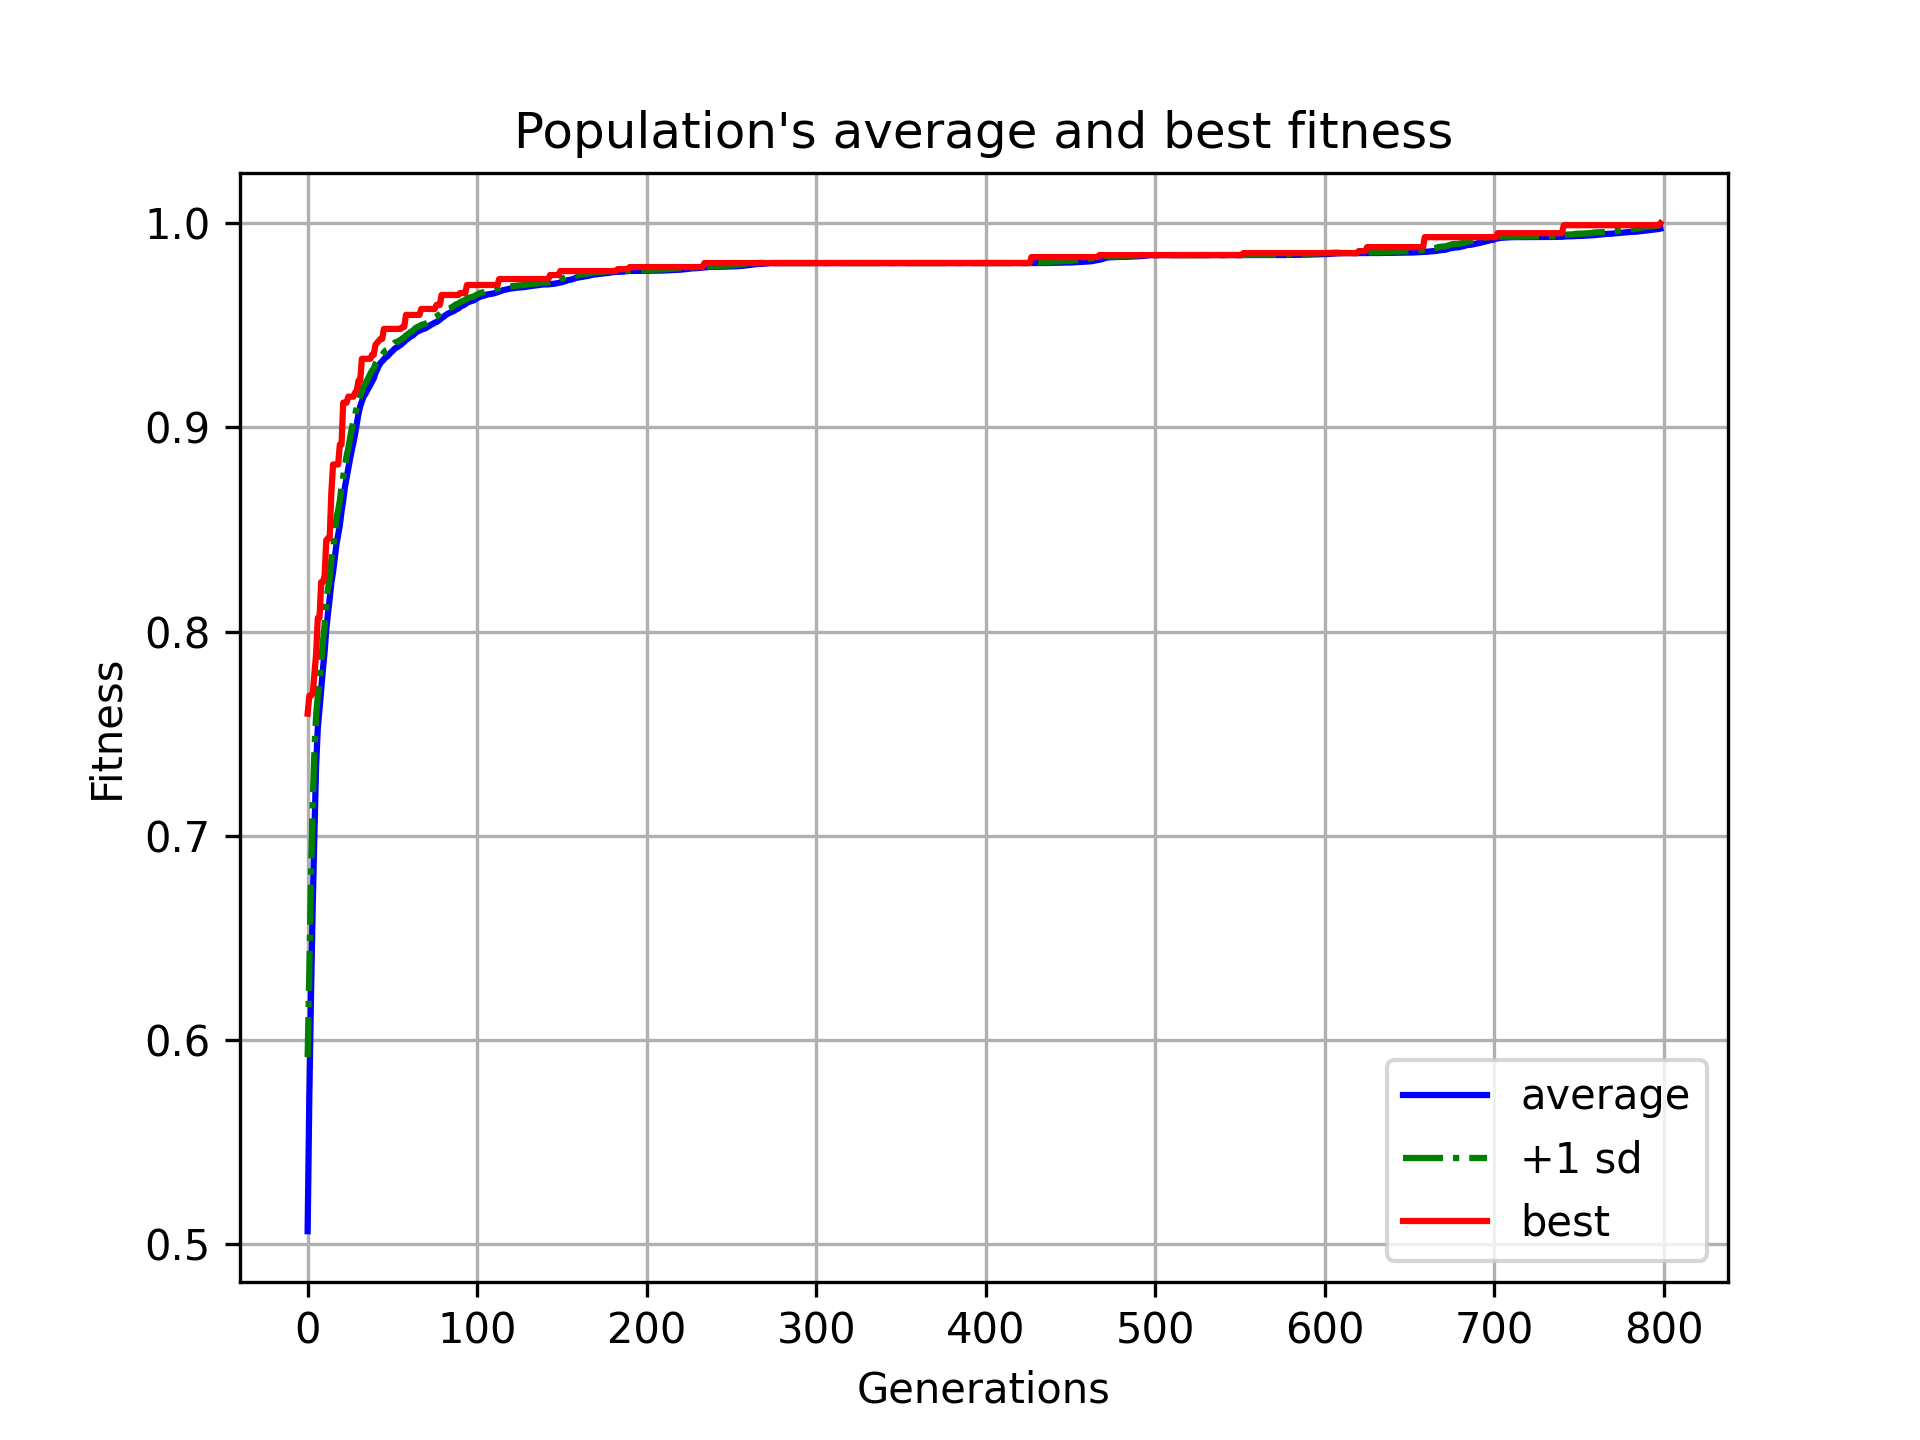 Population's average and best fitness
1.0
0.9
0.8
0.7
0.6
0.5
Fitness
average
+1 sd
best
0 100 200 300 400 500 600 700 800
Generations